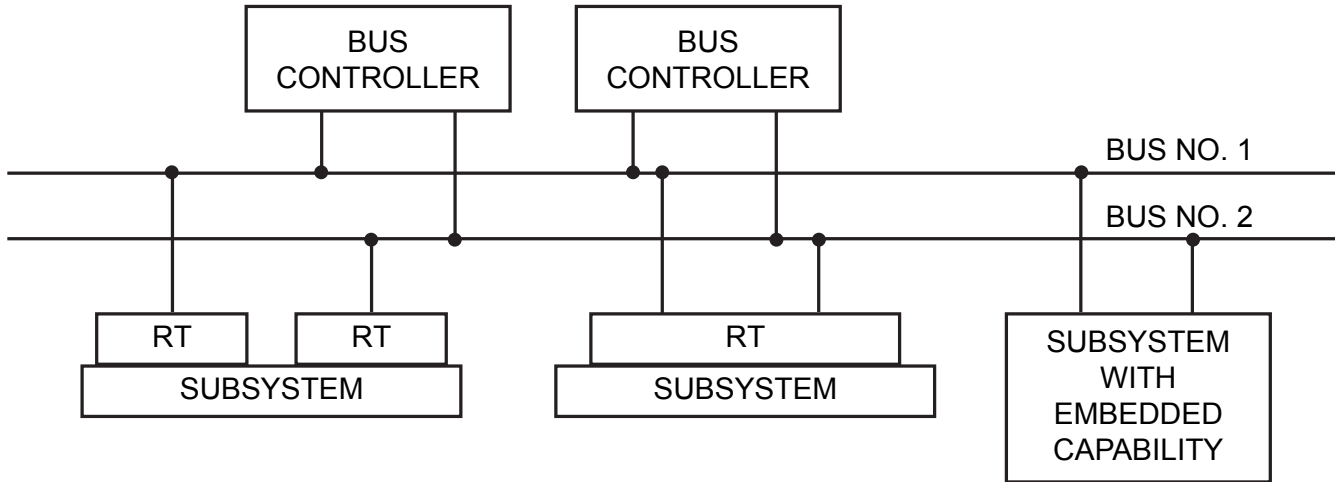 BUS
CONTROLLER
BUS
CONTROLLER
BUS NO. 1
BUS NO. 2
RT
RT
SUBSYSTEM
RT
SUBSYSTEM
SUBSYSTEM
WITH
EMBEDDED
CAPABILITY